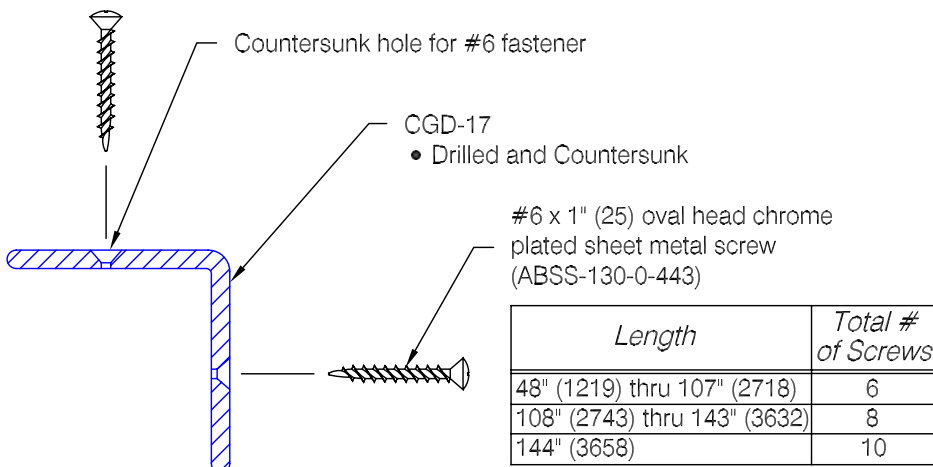 Countersunk hole for #6 fastener
CGD-17
• Drilled and Countersunk
#6 x 1" (25) oval head chrome
plated sheet metal screw
(ABSS-130-0-443)
Length
Total #
of Screws
48" (1219) thru 107" (2718) 6
108" (2743) thru 143" (3632) 8
144" (3658) 10